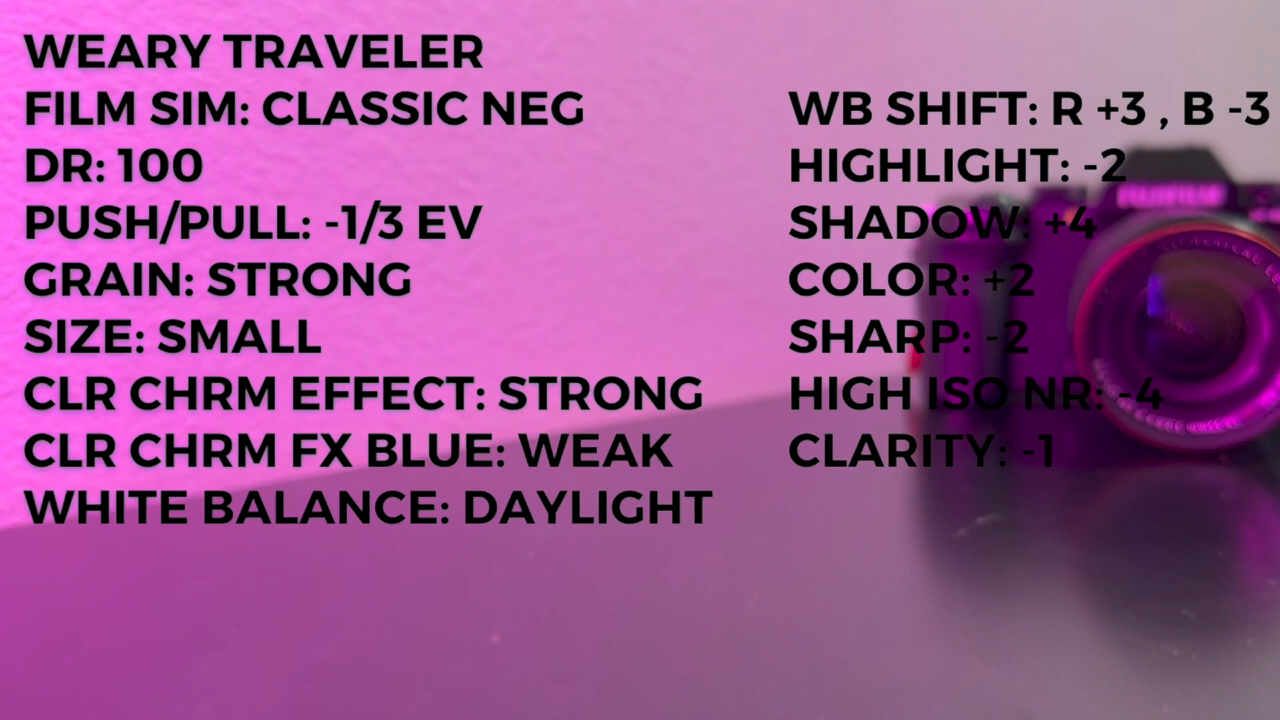 WEARY TRAVELER
FILM SIM: CLASSIC NEG
DR: 100
PUSH/PULL: -1/3 EV
GRAIN: STRONG
SIZE: SMALL
CLR CHRM EFFECT: STRONG
CLR CHRM FX BLUE: WEAK
WHITE BALANCE: DAYLIGHT
WB SHIFT: R +3 , B -3
HIGHLIGHT: -2
SHADOW: +4
COLOR: +2
SHARP: -2
HIGH ISO NR: -4
CLARITY: -1
FUJIFILM